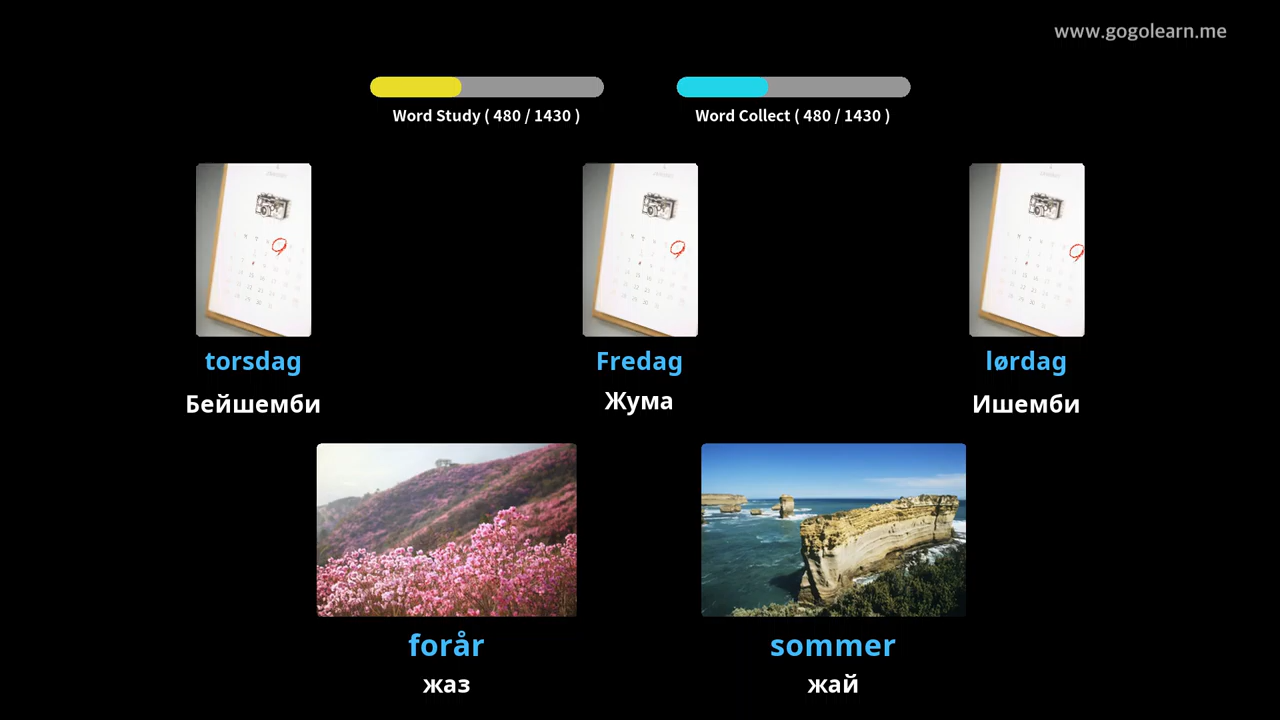 www.gogolearn.me
Word Study ( 480 / 1430 )
Word Collect ( 480 / 1430 )
torsdag
Fredag
lørdag
Бейшемби
Жума
Ишемби
forår
sommer
жаз
жай